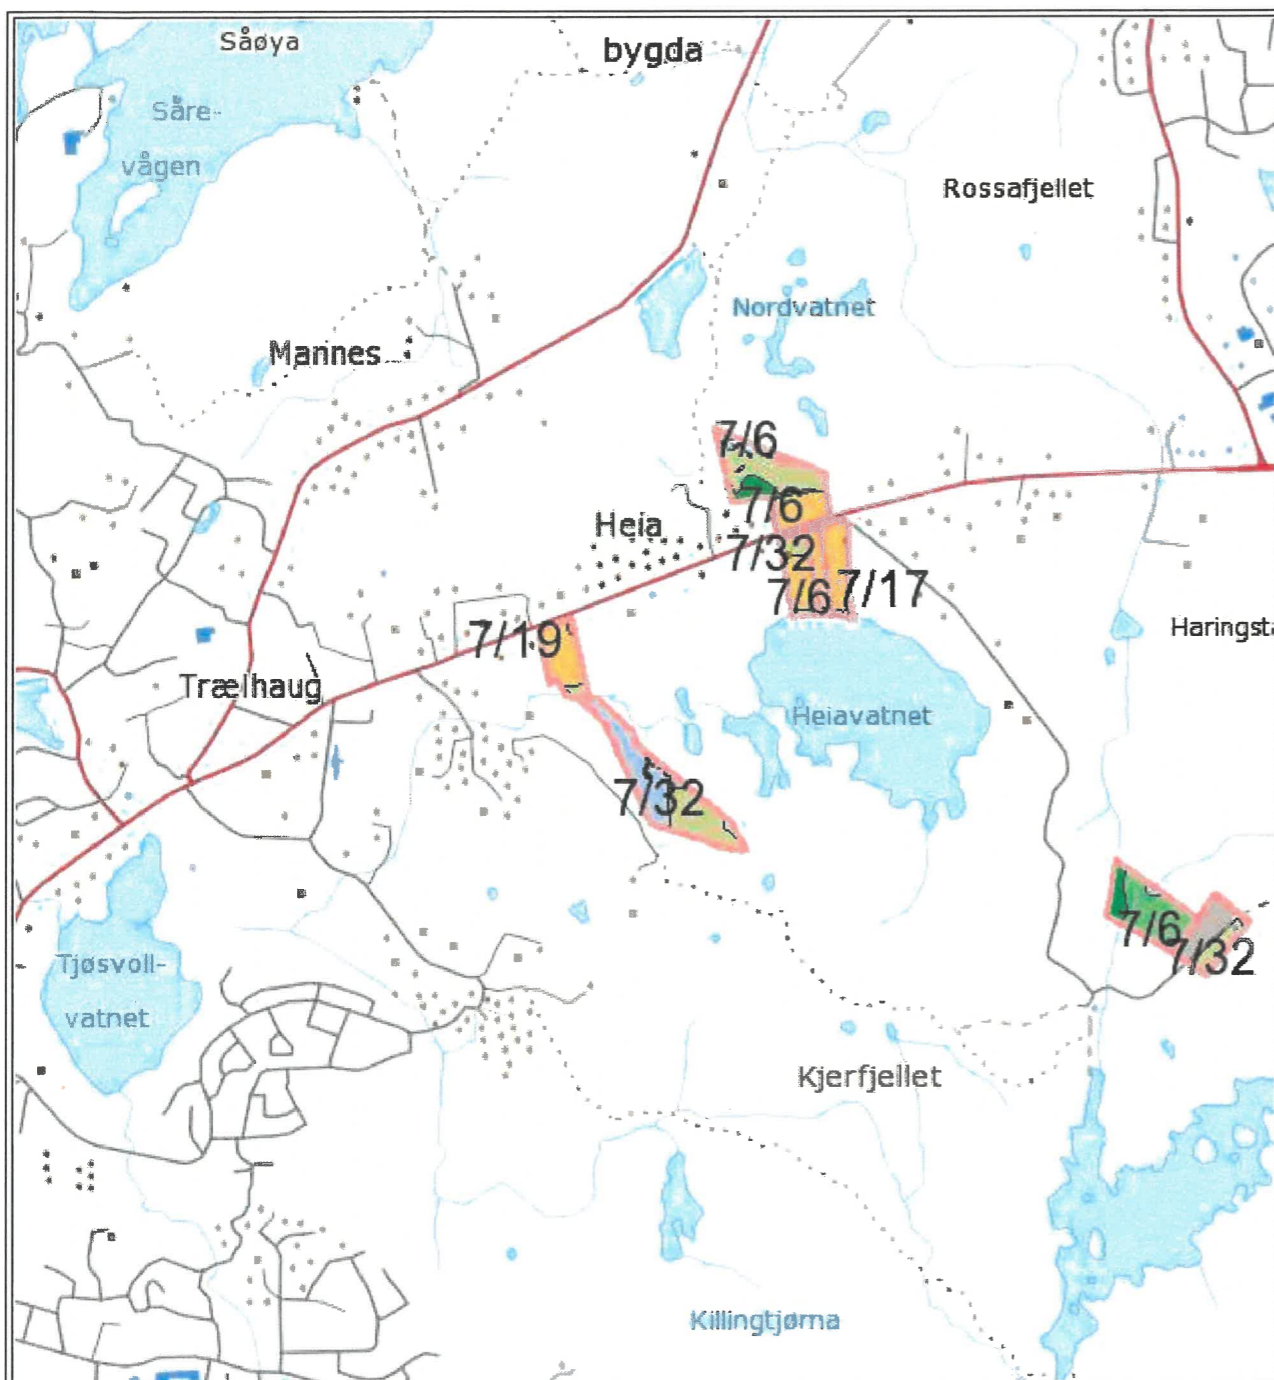 Såøya
bygda
Såre-
vågen
Rossafjellet
Nordvatnet
Mannes
7/6
7/6
Heia
7/32
7/6
7/17
7/19
Haringsta
Trælhaug
Heiavatnet
7/32
7/6
7/32
Tjøsvoll-
vatnet
Kjerfjellet
Killingtjørna